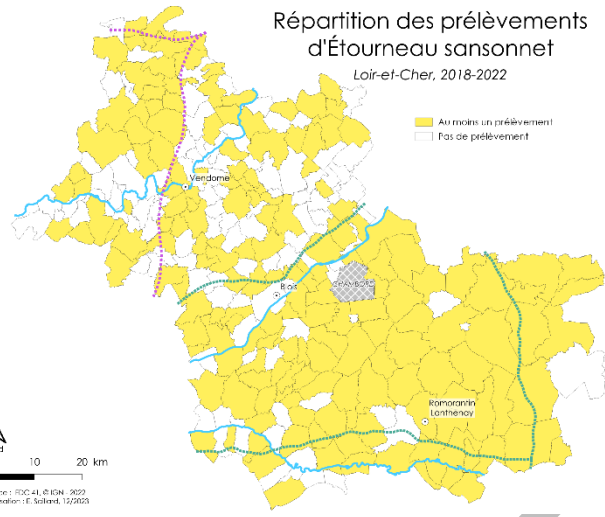 Répartition des prélèvements
d'Étourneau sansonnet
Loir-et-Cher, 2018-2022
Au moins un prélèvement
Pas de prélèvement
Vendome
Blois
CHAMBORD
Romorantin
Lanthenay
10 20 km
: FDC 41, © IGN - 2022
: E. Saillard, 12/2023